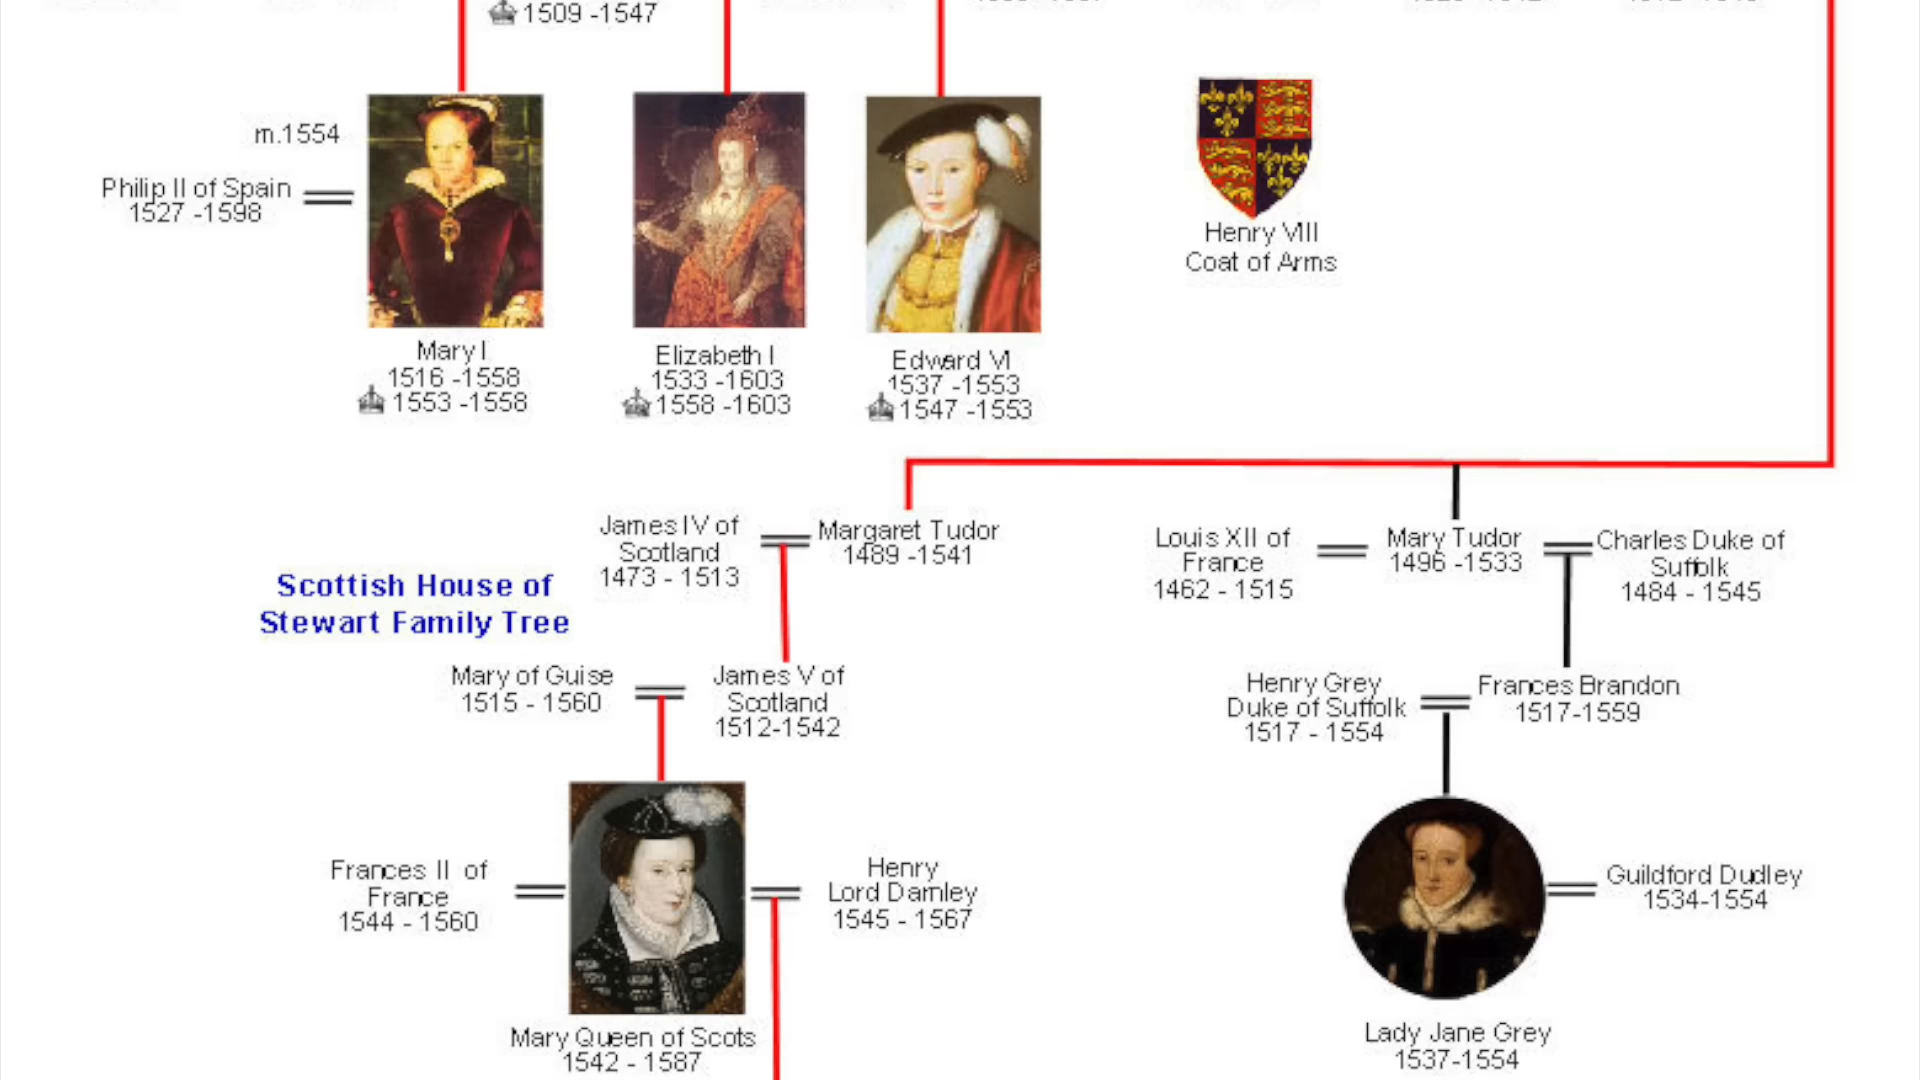 1509 -1547
m.1554
Philip II of Spain
1527 -1598
Henry VIII
Coat of Arms
Mary I
1516 -1558
1553 -1558
Elizabeth I
1533 -1603
1558 -1603
Edward VI
1537 -1553
1547 -1553
James IV of
Scotland
1473 - 1513
Margaret Tudor
1489 -1541
Louis XII of
France
1462 - 1515
Mary Tudor
1496 -1533
Charles Duke of
Suffolk
1484 - 1545
Scottish House of
Stewart Family Tree
Mary of Guise
1515 - 1560
James V of
Scotland
1512-1542
Henry Grey
Duke of Suffolk
1517 - 1554
Frances Brandon
1517-1559
Frances II of
France
1544 - 1560
Henry
Lord Darnley
1545 - 1567
Guildford Dudley
1534-1554
Mary Queen of Scots
1542 - 1587
Lady Jane Grey
1537-1554